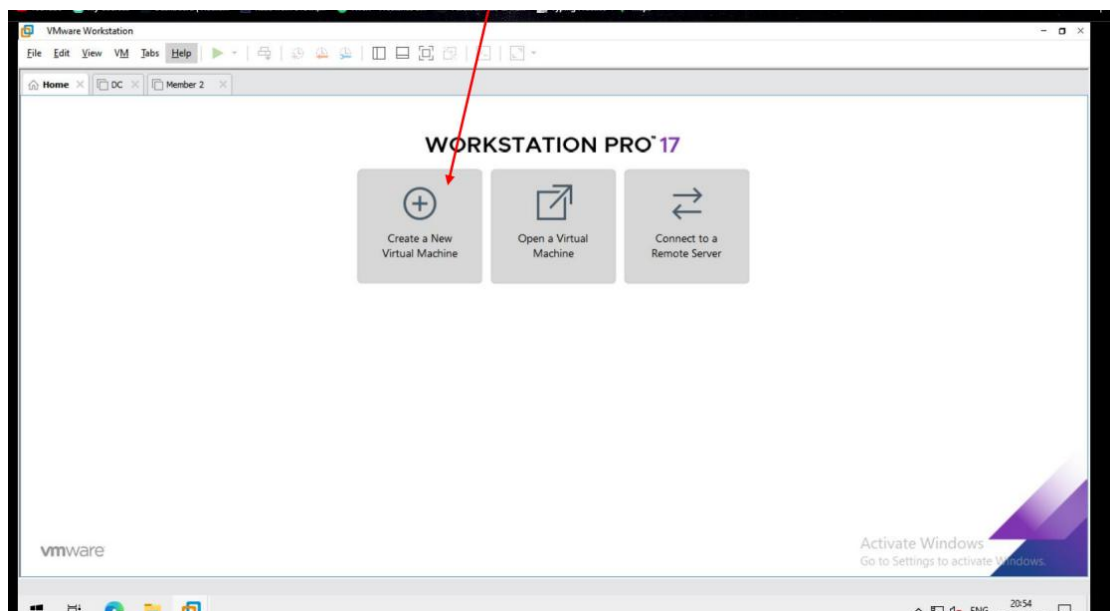 VMware Workstation
File Edit View VM Tabs Help
Home DC Member 2
WORKSTATION PRO™ 17
Create a New
Virtual Machine
Open a Virtual
Machine
Connect to a
Remote Server
vmware
Activate Windows
Go to Settings to activate Windows.
ENG 20:54